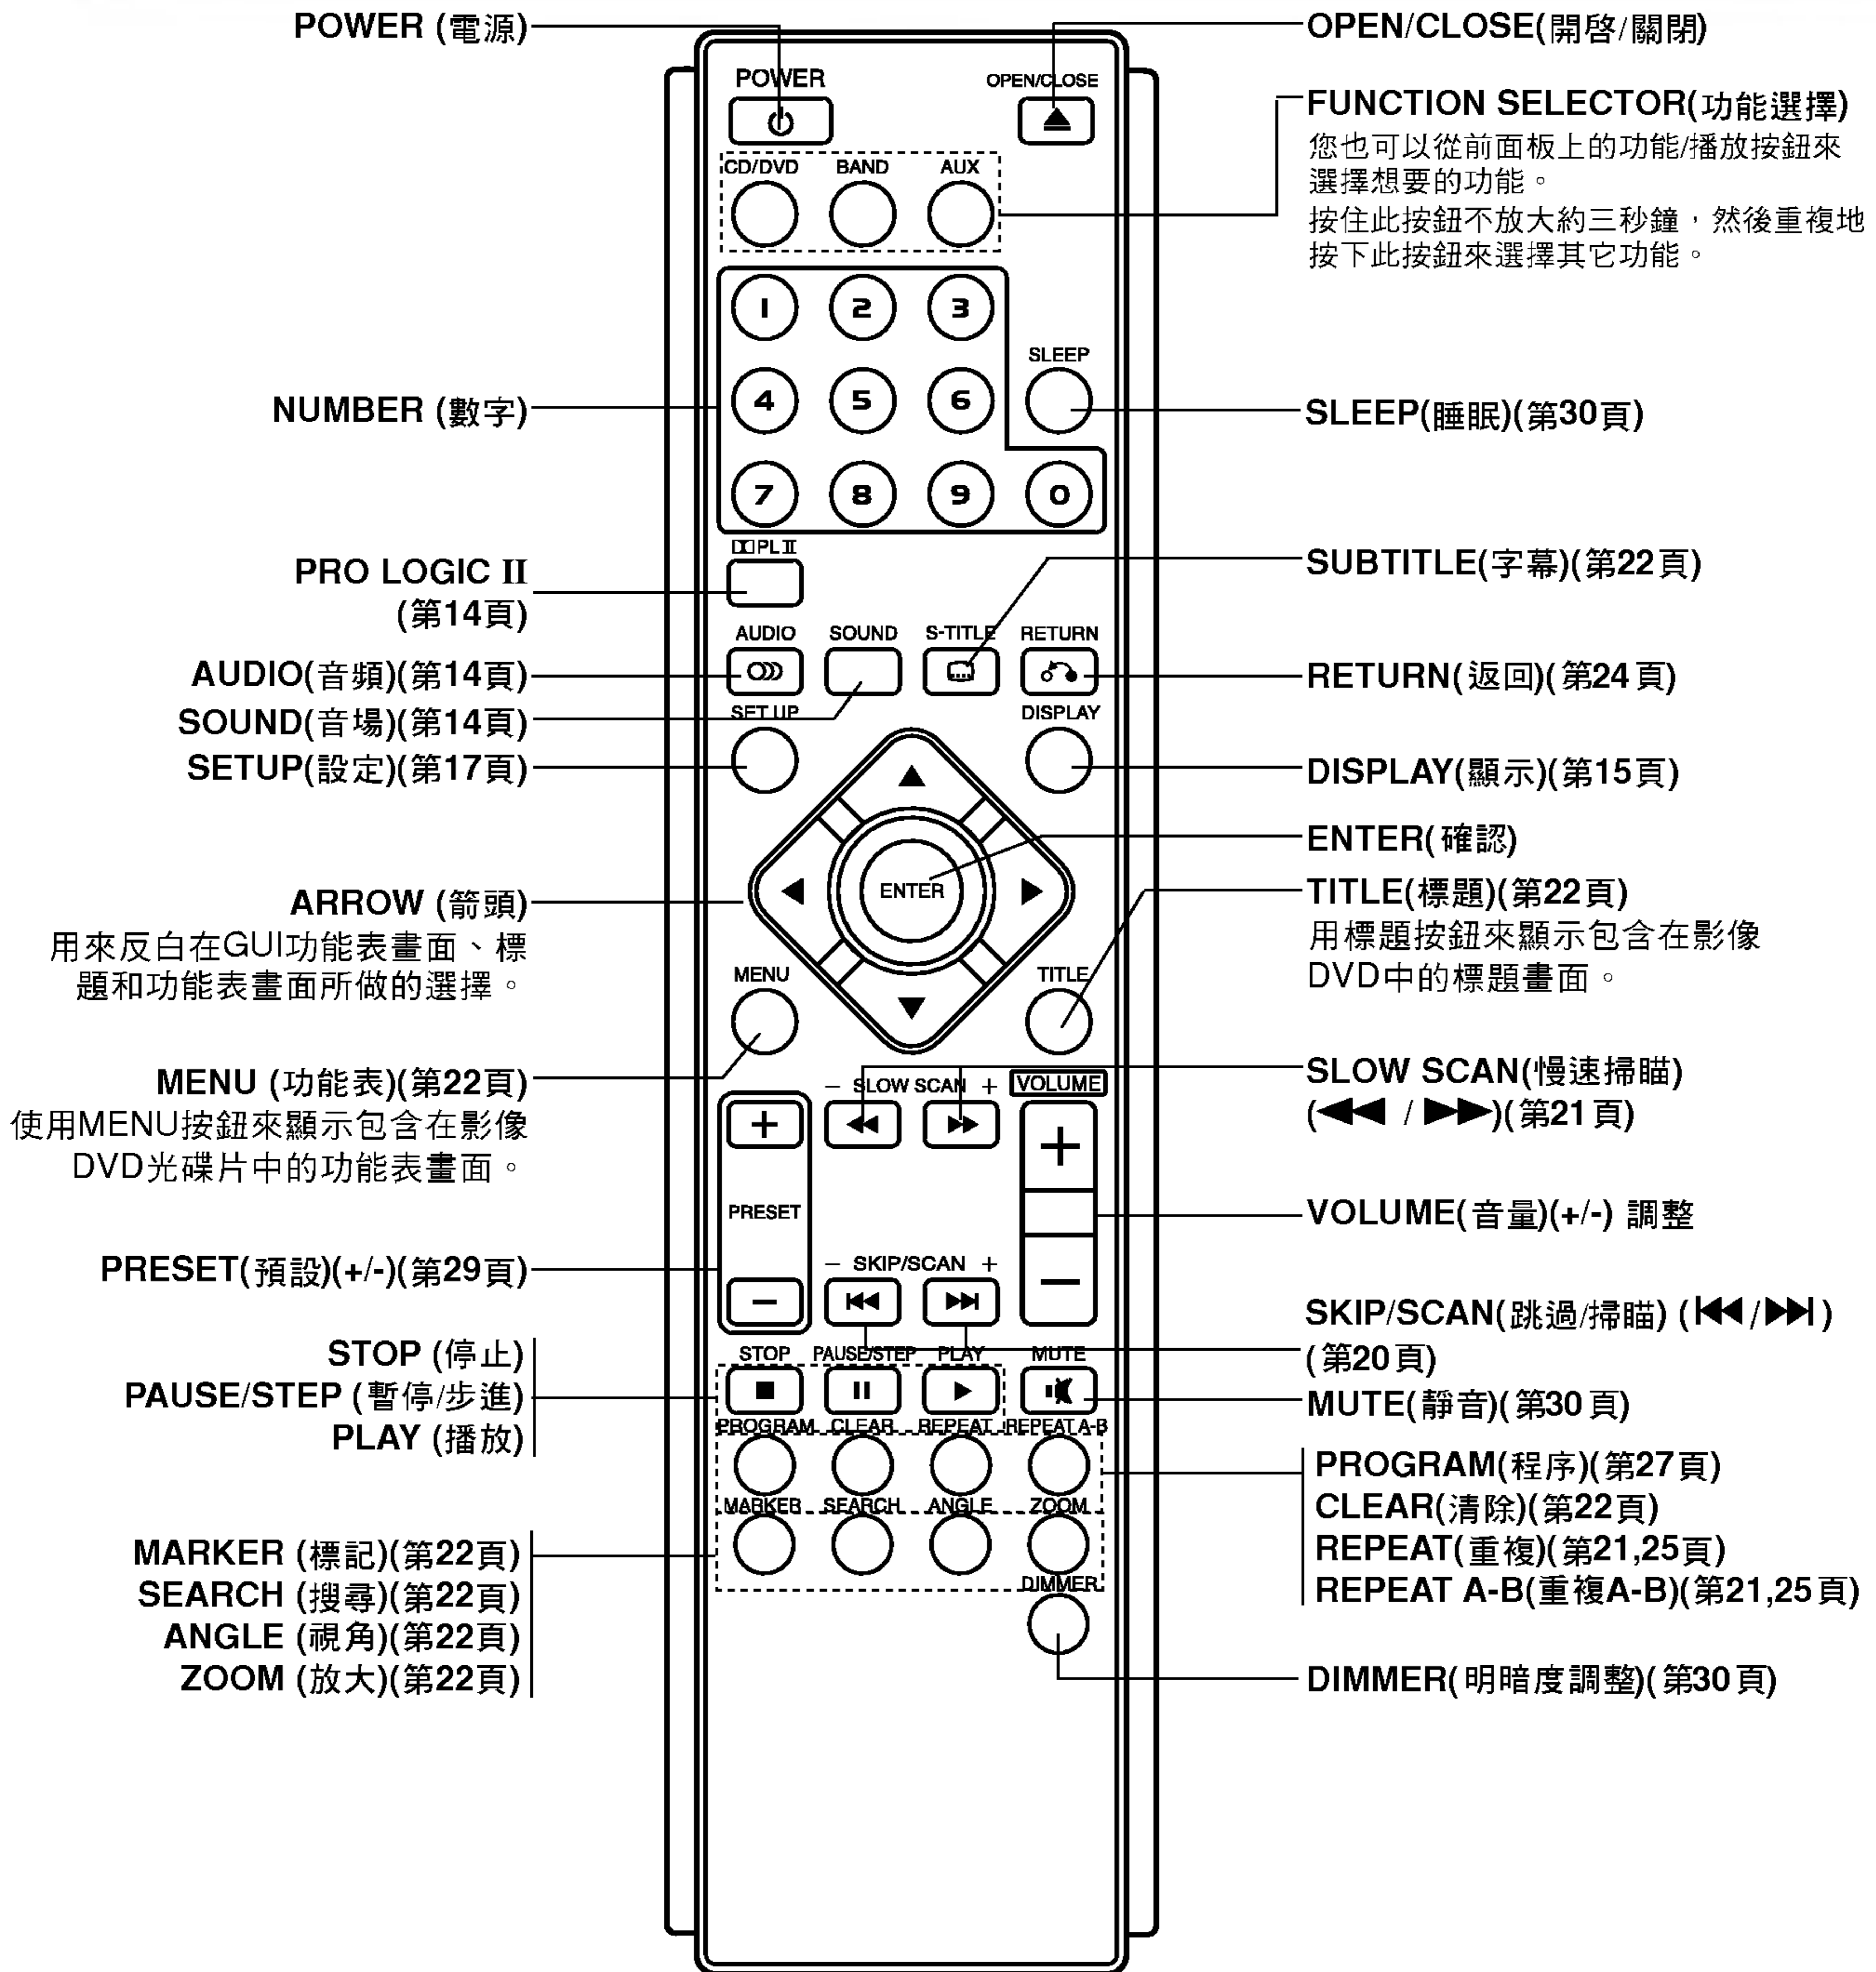 POWER (電源)
NUMBER (數字)
PRO LOGIC II
(第14頁)
AUDIO(音頻)(第14頁)
SOUND(音場)(第14頁)
SETUP(設定)(第17頁)
ARROW (箭頭)
用來反白在GUI功能表畫面、標
題和功能表畫面所做的選擇。
MENU (功能表)(第22頁)
使用MENU按鈕來顯示包含在影像
DVD光碟片中的功能表畫面。
PRESET(預設)(+/-)(第29頁)
STOP (停止)
PAUSE/STEP (暫停/步進)
PLAY (播放)
MARKER (標記)(第22頁)
SEARCH (搜尋)(第22頁)
ANGLE (視角)(第22頁)
ZOOM (放大)(第22頁)
POWER OPEN/CLOSE
CD/DVD BAND AUX
1 2 3
SLEEP
4 5 6
7 8 9 0
PL II
AUDIO SOUND S-TITLE RETURN
SET UP DISPLAY
▲
◀ ENTER ▶
▼
MENU TITLE
− SLOW SCAN + VOLUME
+ ◀◀ ▶▶ +
PRESET
− SKIP/SCAN +
− |◀◀ ▶▶| −
STOP PAUSE/STEP PLAY MUTE
PROGRAM CLEAR REPEAT REPEAT A-B
MARKER SEARCH ANGLE ZOOM
DIMMER
OPEN/CLOSE(開啓/關閉)
FUNCTION SELECTOR(功能選擇)
您也可以從前面板上的功能/播放按鈕來
選擇想要的功能。
按住此按鈕不放大約三秒鐘，然後重複地
按下此按鈕來選擇其它功能。
SLEEP(睡眠)(第30頁)
SUBTITLE(字幕)(第22頁)
RETURN(返回)(第24頁)
DISPLAY(顯示)(第15頁)
ENTER(確認)
TITLE(標題)(第22頁)
用標題按鈕來顯示包含在影像
DVD中的標題畫面。
SLOW SCAN(慢速掃瞄)
(◀◀ / ▶▶)(第21頁)
VOLUME(音量)(+/-) 調整
SKIP/SCAN(跳過/掃瞄) (|◀◀/▶▶|)
(第20頁)
MUTE(靜音)(第30頁)
PROGRAM(程序)(第27頁)
CLEAR(清除)(第22頁)
REPEAT(重複)(第21,25頁)
REPEAT A-B(重複A-B)(第21,25頁)
DIMMER(明暗度調整)(第30頁)